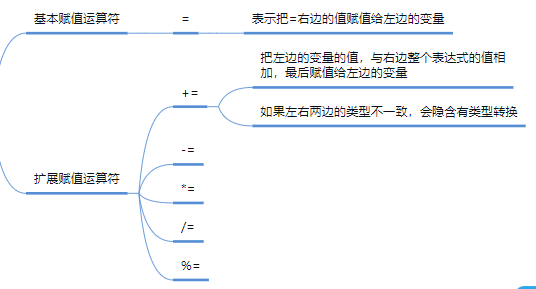 基本赋值运算符
=
表示把=右边的值赋值给左边的变量
扩展赋值运算符
+=
把左边的变量的值，与右边整个表达式的值相
加，最后赋值给左边的变量
如果左右两边的类型不一致，会隐含有类型转换
-=
*=
/=
%=